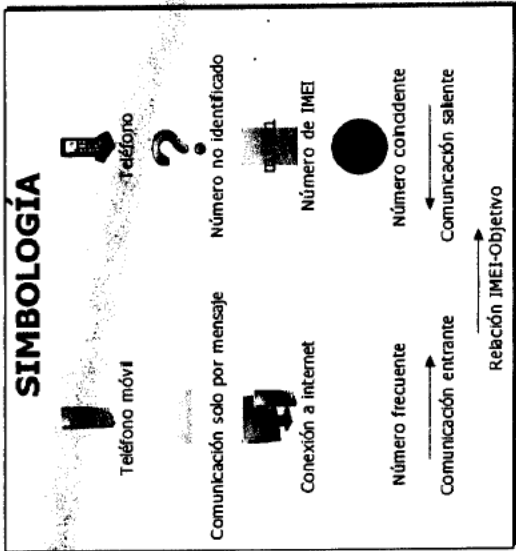 SIMBOLOGÍA
Teléfono móvil
Teléfono
Comunicación solo por mensaje
Número no identificado
Conexión a internet
Número de IMEI
Número frecuente
Número coincidente
Comunicación entrante
Comunicación saliente
Relación IMEI-Objetivo